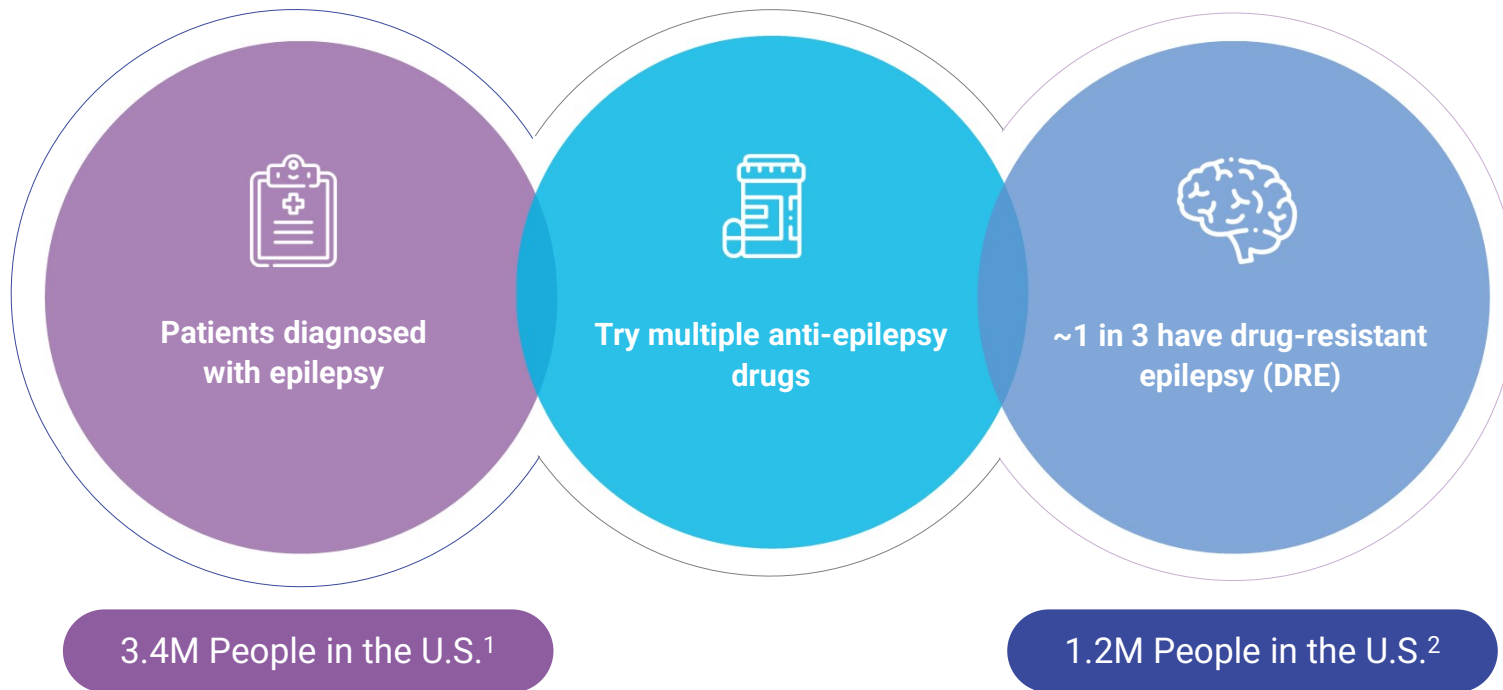 Patients diagnosed
with epilepsy
Try multiple anti-epilepsy
drugs
~1 in 3 have drug-resistant
epilepsy (DRE)
3.4M People in the U.S.¹
1.2M People in the U.S.²